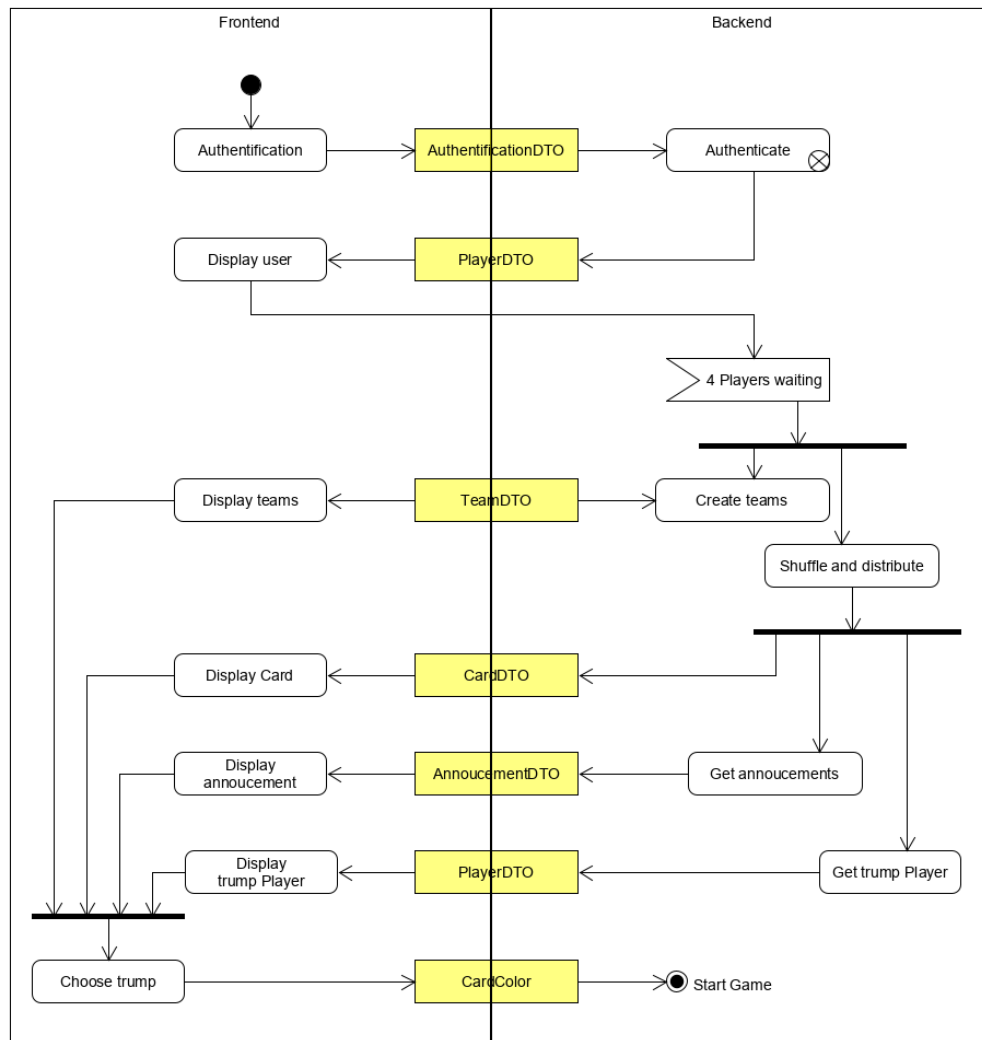 Frontend
Backend
Authentification
AuthentificationDTO
Authenticate
Display user
PlayerDTO
4 Players waiting
Display teams
TeamDTO
Create teams
Shuffle and distribute
Display Card
CardDTO
Display
annoucement
AnnoucementDTO
Get annoucements
Display
trump Player
PlayerDTO
Get trump Player
Choose trump
CardColor
Start Game